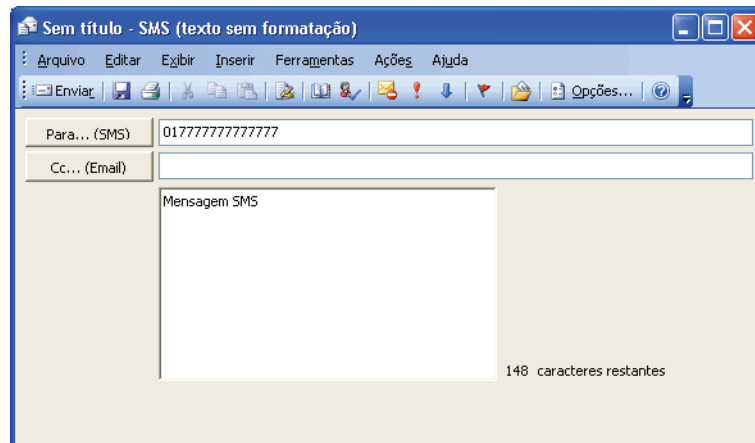 Sem título - SMS (texto sem formatação)
Arquivo Editar Exibir Inserir Ferramentas Ações Ajuda
Enviar Opções...
Para... (SMS) 017777777777777
Cc... (Email)
Mensagem SMS
148 caracteres restantes